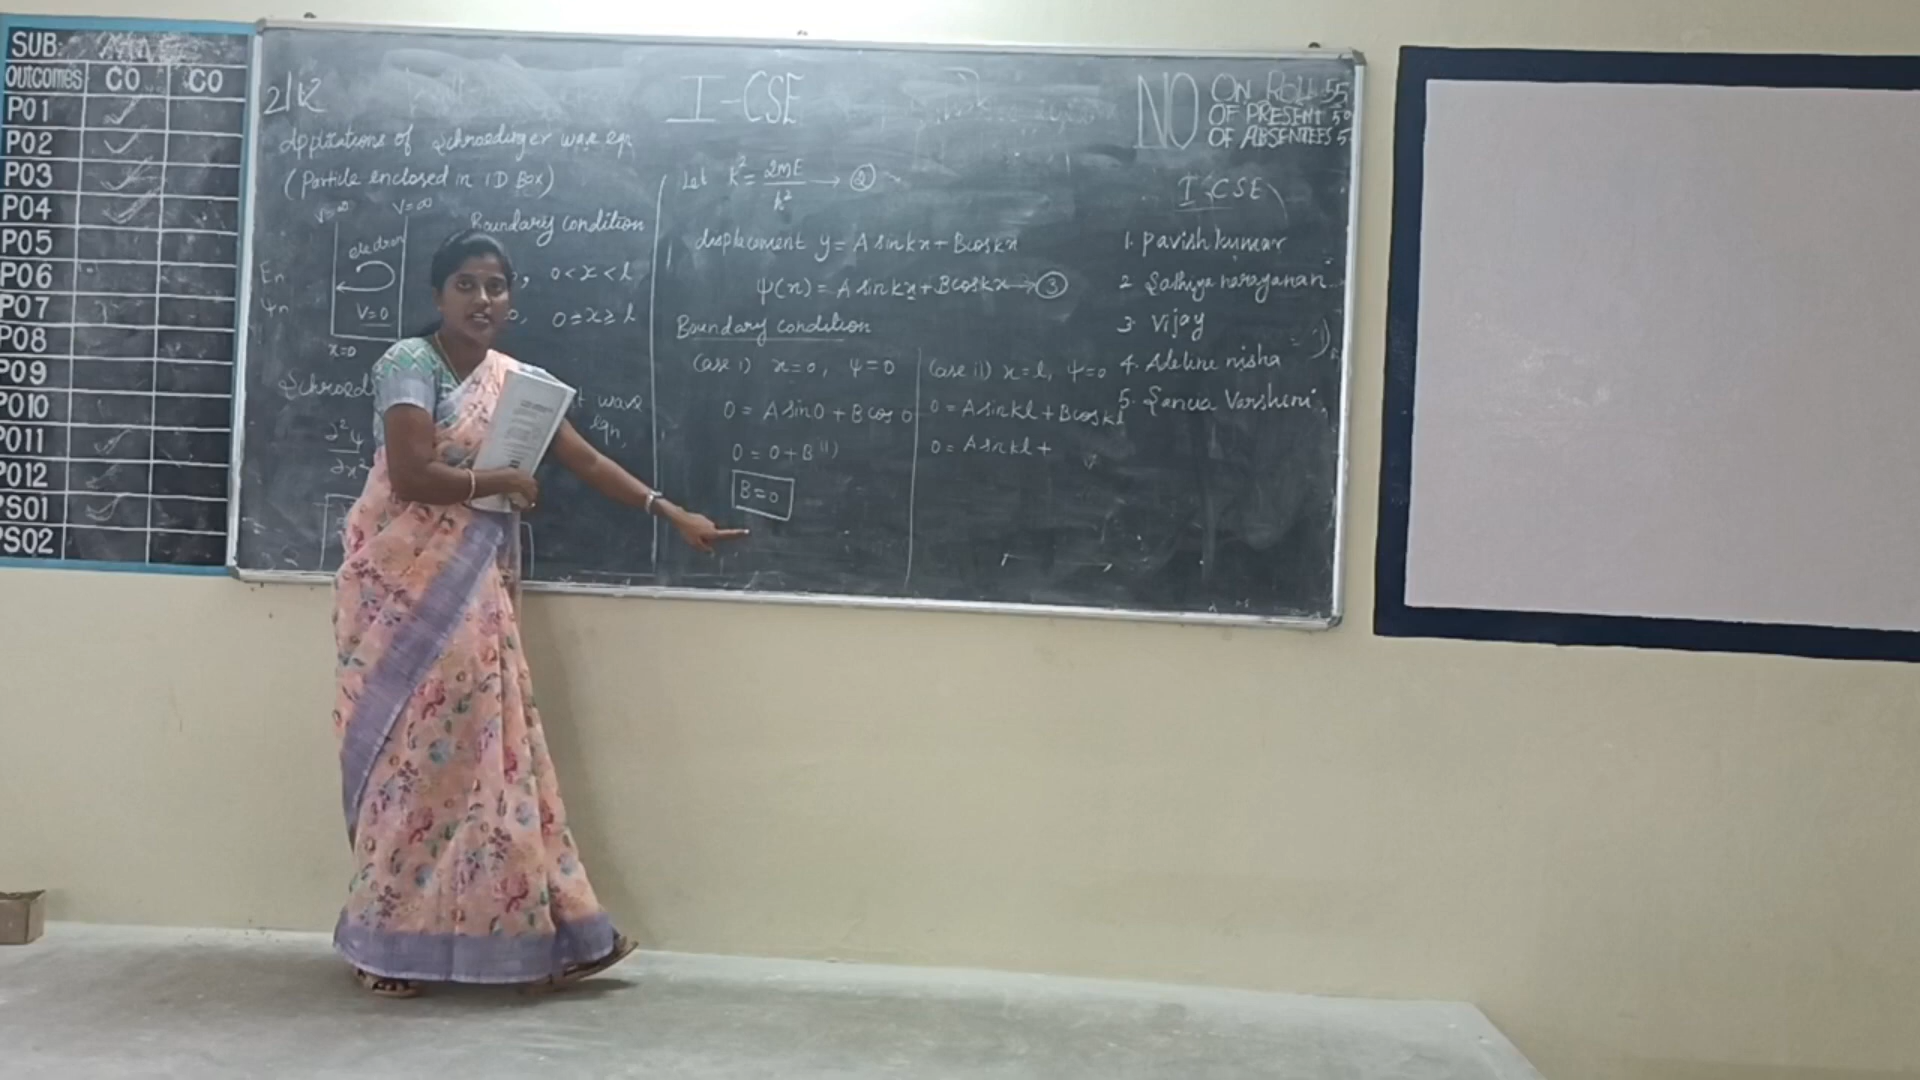 SUB:
OUTCOMES CO CO
PO1
PO2
PO3
PO4
PO5
PO6
PO7
PO8
PO9
PO10
PO11
PO12
PSO1
PSO2
2/12
I-CSE
NO ON ROLL 55
OF PRESENT 50
OF ABSENTEES 5
Applications of Schroedinger wave eqn
(Particle enclosed in 1D Box)
V=∞ V=∞
electron
En
ψn
V=0
x=0
Boundary condition
, 0<x<l
, 0=x≥l
wave
eqn,
∂²ψ
∂x²
Let k² = 2mE/ħ² → ②
displacement y = A sin kx + B cos kx
ψ(x) = A sin kx + B cos kx → ③
Boundary condition
Case i) x=0, ψ=0
0 = A sin 0 + B cos 0
0 = 0 + B(1)
B=0
Case ii) x=l, ψ=0
0 = A sin kl + B cos kl
0 = A sin kl +
I CSE
1. Pavish kumar
2 Sathiya narayanan
3. Vijay
4. Adeline nisha
5. Sancia Varshini